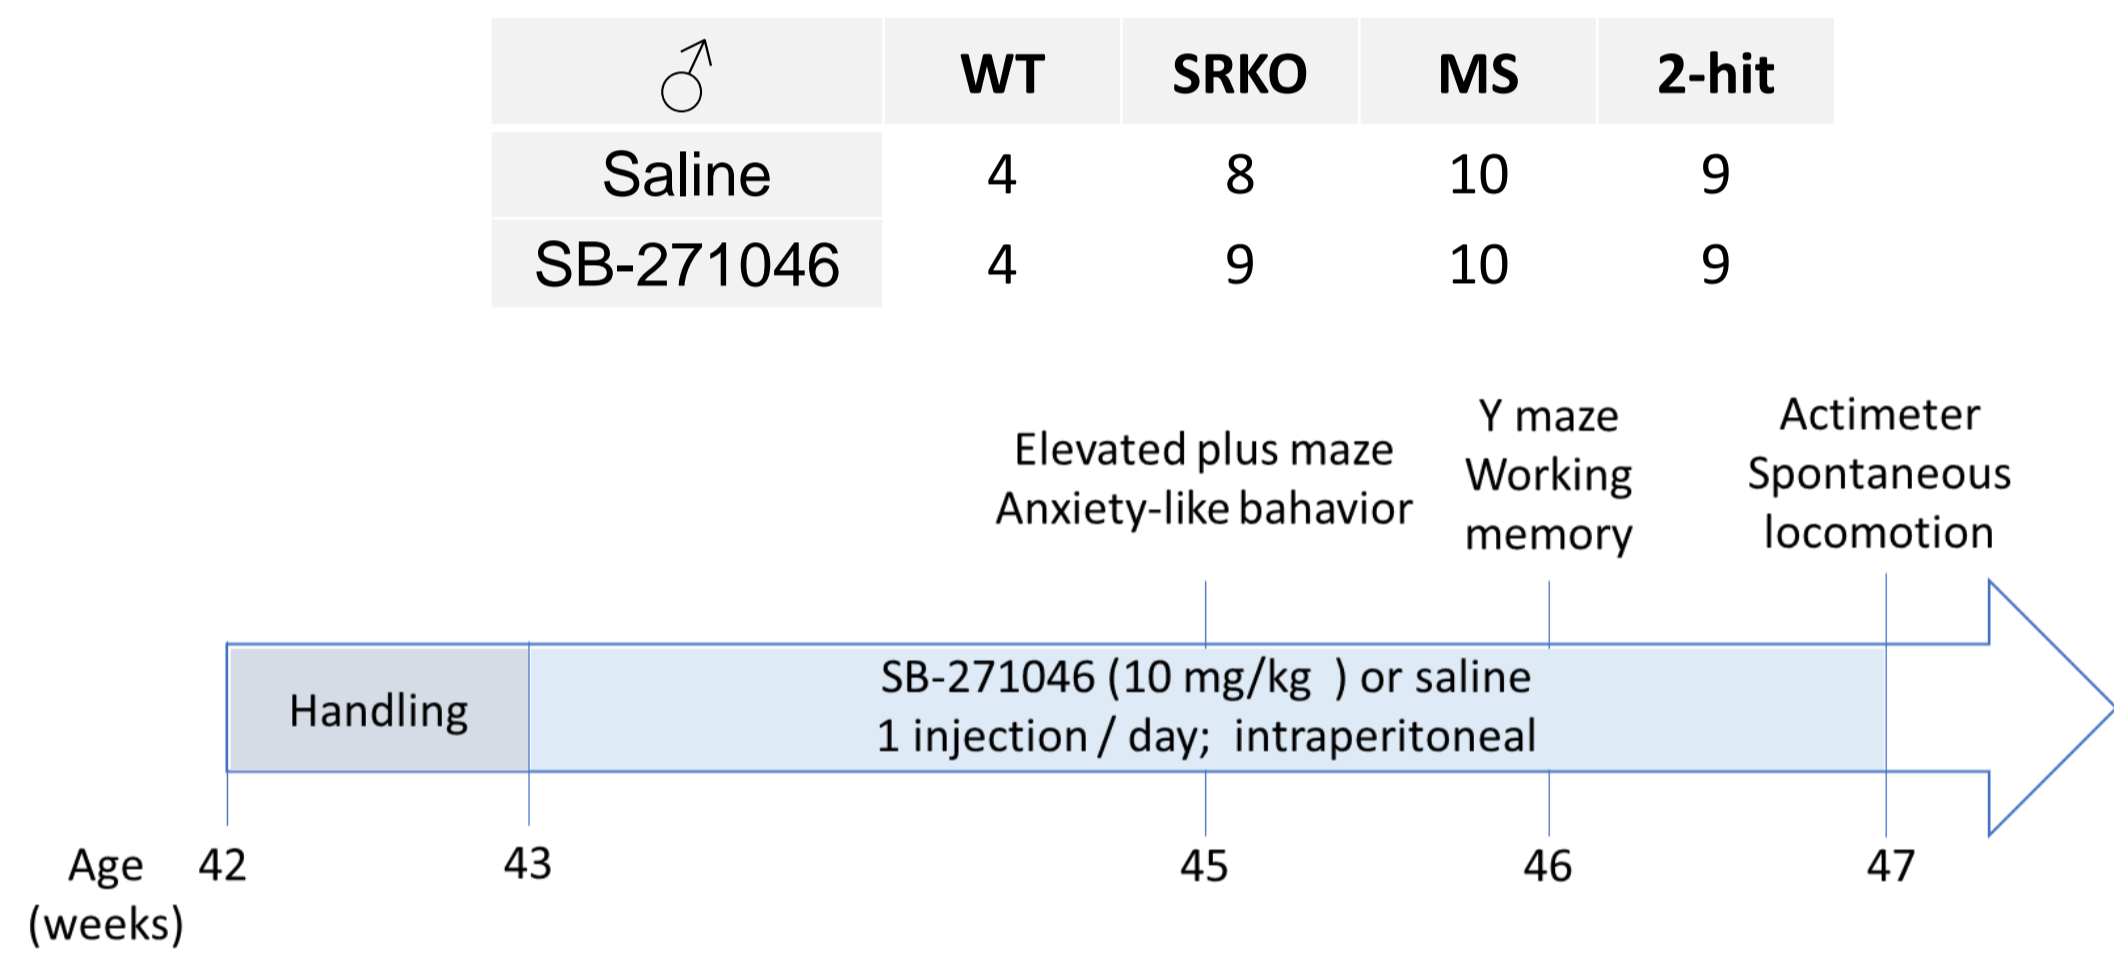 ♂ WT SRKO MS 2-hit
Saline 4 8 10 9
SB-271046 4 9 10 9
Elevated plus maze
Anxiety-like bahavior
Y maze
Working
memory
Actimeter
Spontaneous
locomotion
Handling
SB-271046 (10 mg/kg ) or saline
1 injection / day; intraperitoneal
Age
(weeks)
42 43 45 46 47